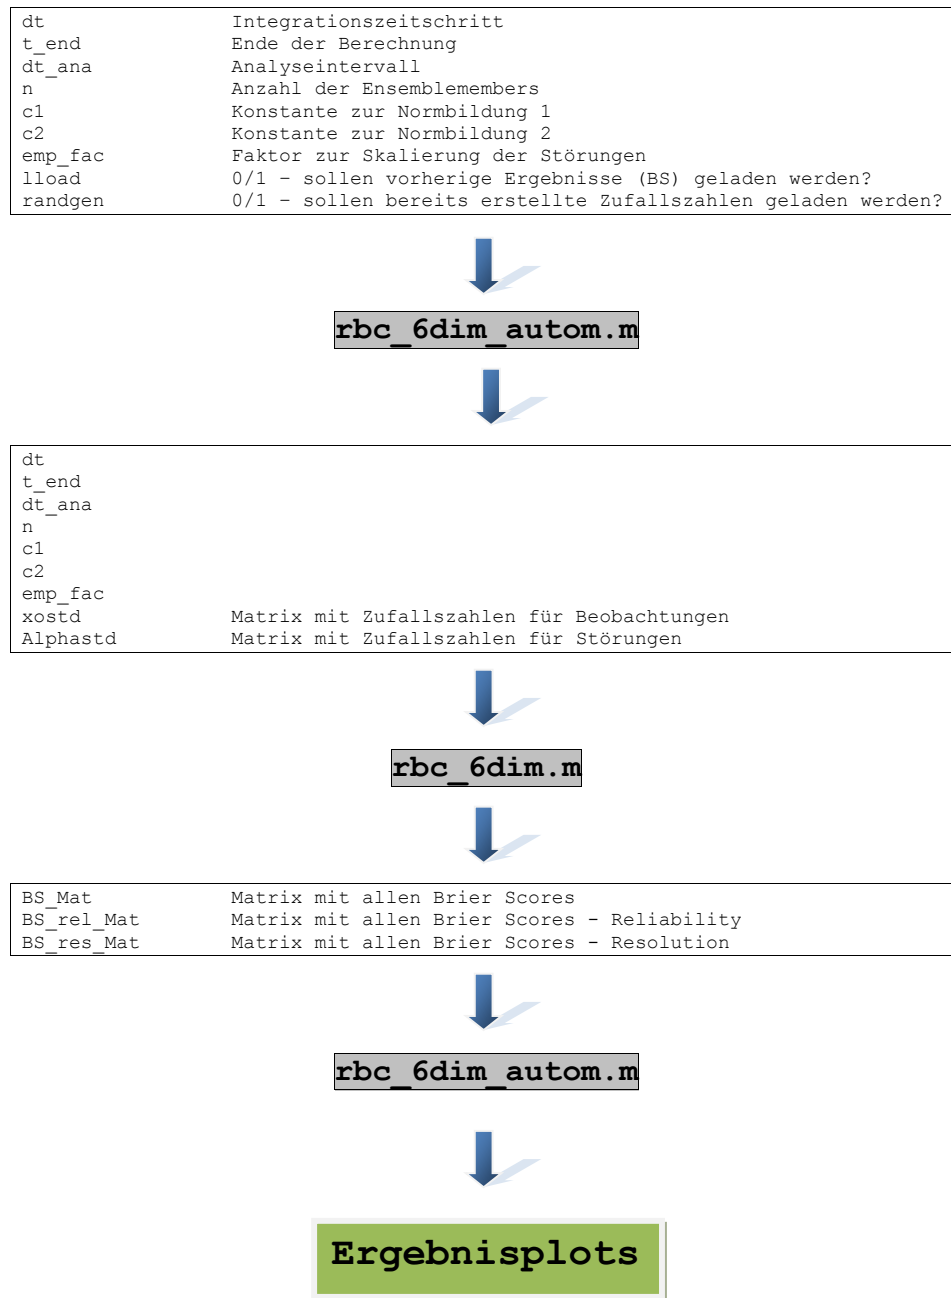 dt Integrationszeitschritt
t_end Ende der Berechnung
dt_ana Analyseintervall
n Anzahl der Ensemblemembers
c1 Konstante zur Normbildung 1
c2 Konstante zur Normbildung 2
emp_fac Faktor zur Skalierung der Störungen
lload 0/1 – sollen vorherige Ergebnisse (BS) geladen werden?
randgen 0/1 – sollen bereits erstellte Zufallszahlen geladen werden?
rbc_6dim_autom.m
dt
t_end
dt_ana
n
c1
c2
emp_fac
xostd Matrix mit Zufallszahlen für Beobachtungen
Alphastd Matrix mit Zufallszahlen für Störungen
rbc_6dim.m
BS_Mat Matrix mit allen Brier Scores
BS_rel_Mat Matrix mit allen Brier Scores - Reliability
BS_res_Mat Matrix mit allen Brier Scores - Resolution
rbc_6dim_autom.m
Ergebnisplots